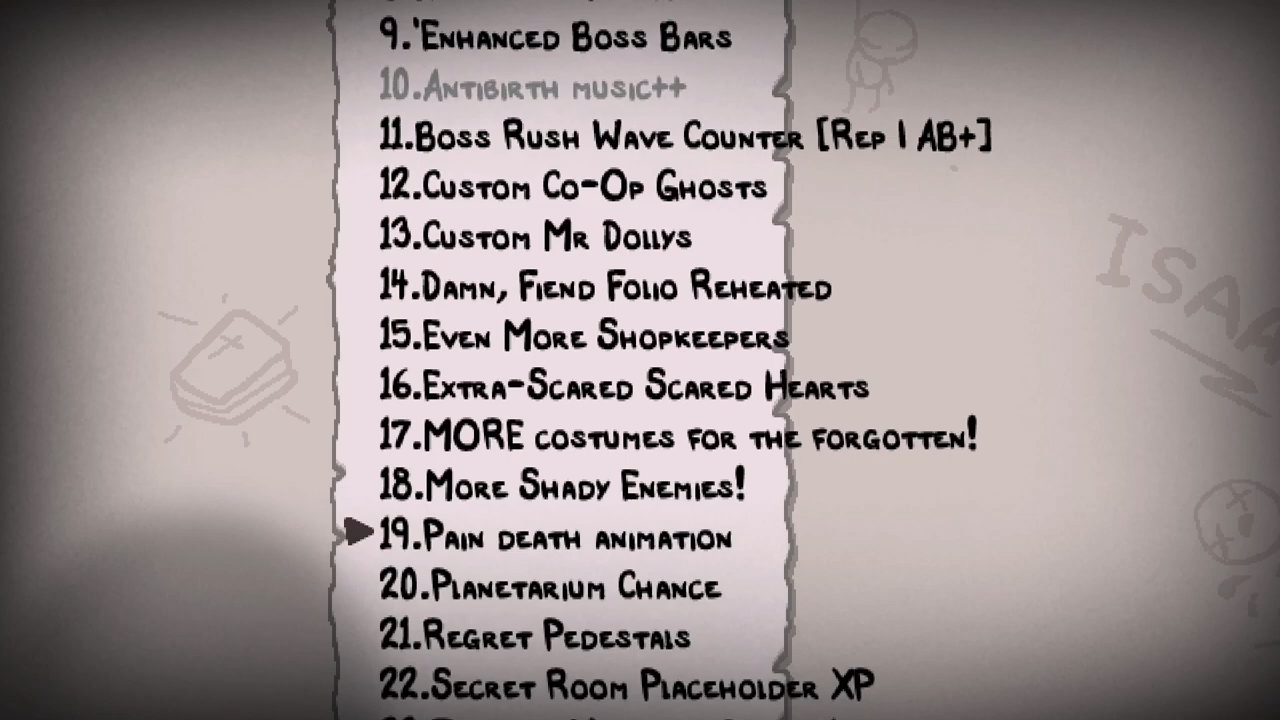 9.'Enhanced Boss Bars
10.Antibirth music++
11.Boss Rush Wave Counter [Rep | AB+]
12.Custom Co-Op Ghosts
13.Custom Mr Dollys
14.Damn, Fiend Folio Reheated
15.Even More Shopkeepers
16.Extra-Scared Scared Hearts
17.MORE costumes for the forgotten!
18.More Shady Enemies!
19.Pain death animation
20.Planetarium Chance
21.Regret Pedestals
22.Secret Room Placeholder XP